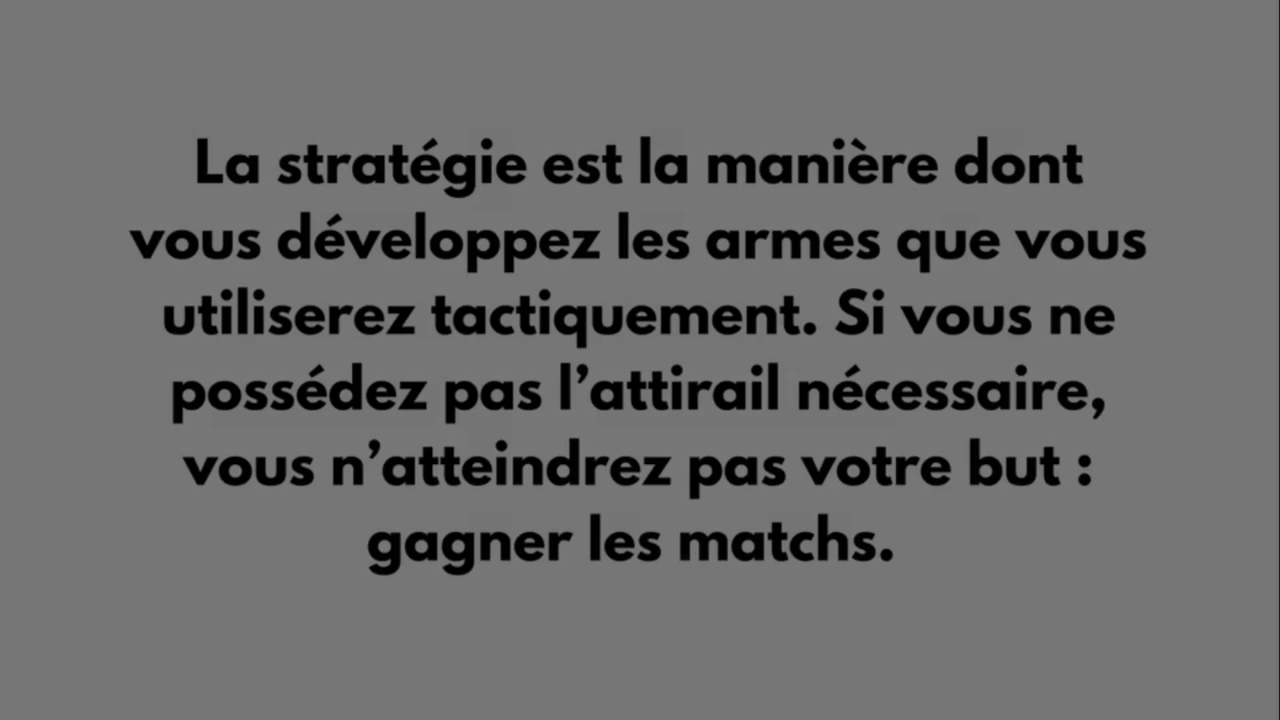 La stratégie est la manière dont
vous développez les armes que vous
utiliserez tactiquement. Si vous ne
possédez pas l’attirail nécessaire,
vous n’atteindrez pas votre but :
gagner les matchs.